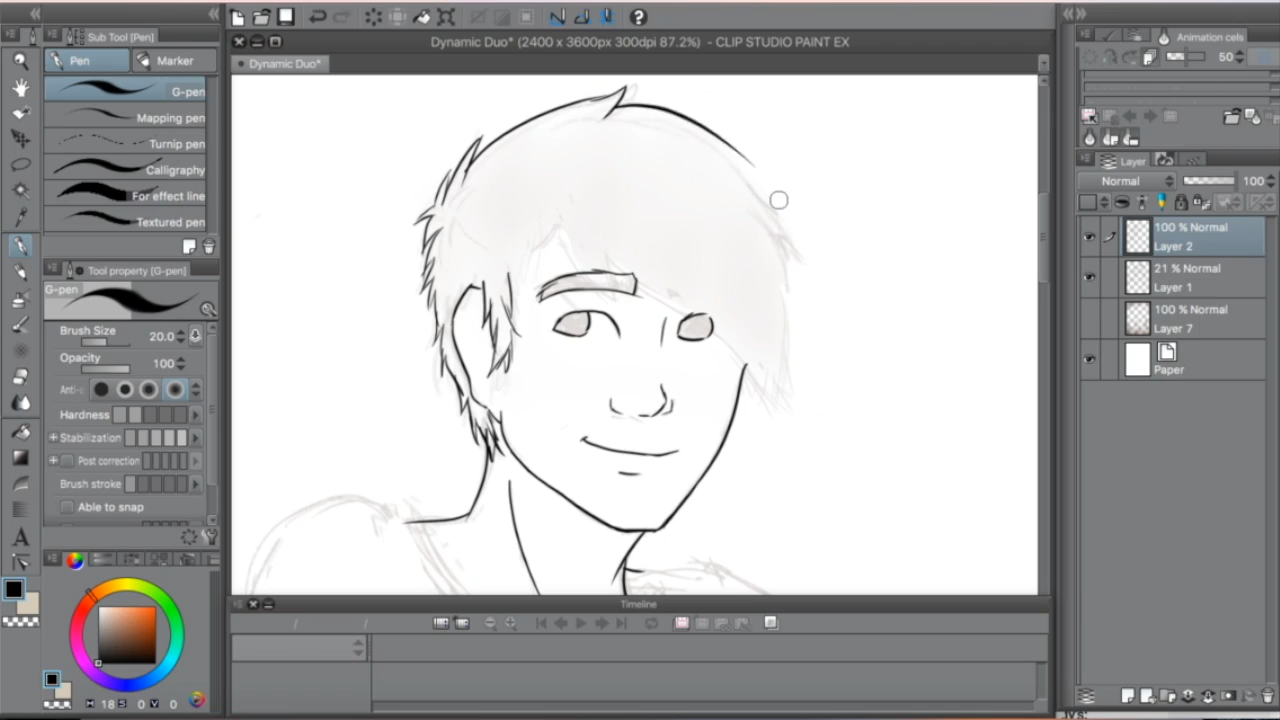 Sub Tool [Pen]
Pen
Marker
G-pen
Mapping pen
Turnip pen
Calligraphy
For effect line
Textured pen
Tool property [G-pen]
G-pen
Brush Size
20.0
Opacity
100
Anti-
Hardness
Stabilization
Post correction
Brush stroke
Able to snap
A
H 18 S 0 V 0
Dynamic Duo* (2400 x 3600px 300dpi 87.2%) - CLIP STUDIO PAINT EX
Dynamic Duo*
Timeline
/ /
Animation cels
50
Layer
Normal
100
100 % Normal
Layer 2
21 % Normal
Layer 1
100 % Normal
Layer 7
Paper